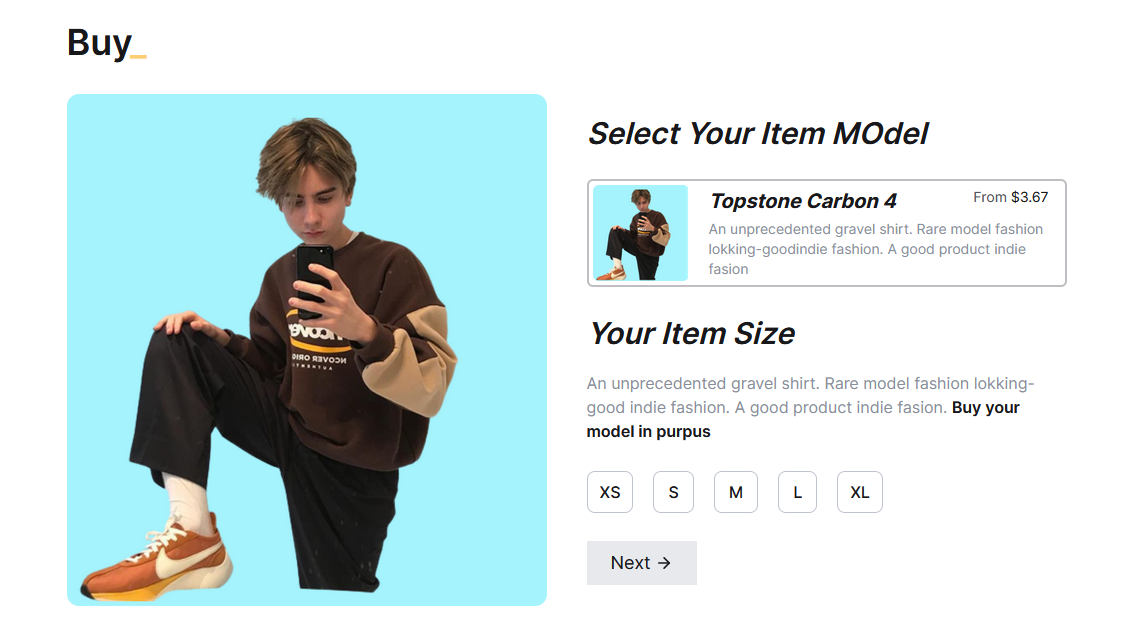 Buy_
Select Your Item MOdel
Topstone Carbon 4
From $3.67
An unprecedented gravel shirt. Rare model fashion
lokking-goodindie fashion. A good product indie
fasion
Your Item Size
An unprecedented gravel shirt. Rare model fashion lokking-
good indie fashion. A good product indie fasion. Buy your
model in purpus
XS S M L XL
Next →